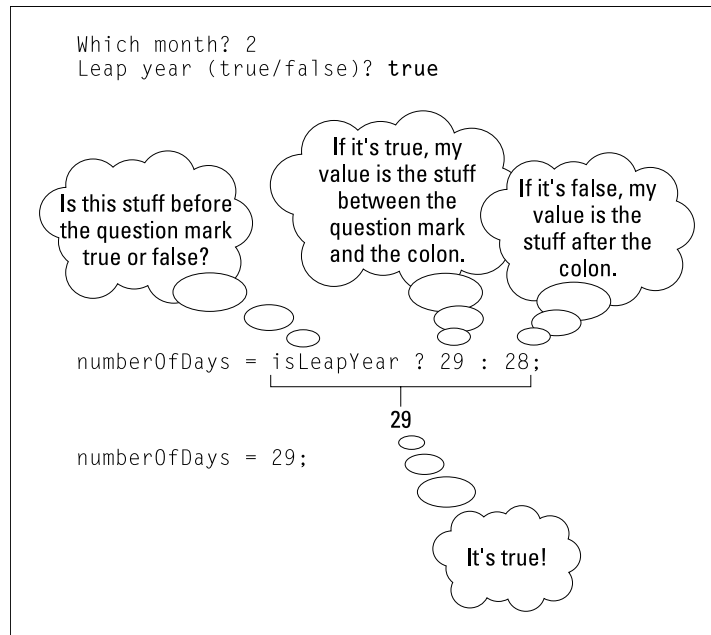 Which month? 2
Leap year (true/false)? true
Is this stuff before
the question mark
true or false?
If it's true, my
value is the stuff
between the
question mark
and the colon.
If it's false, my
value is the
stuff after the
colon.
numberOfDays = isLeapYear ? 29 : 28;
29
numberOfDays = 29;
It's true!